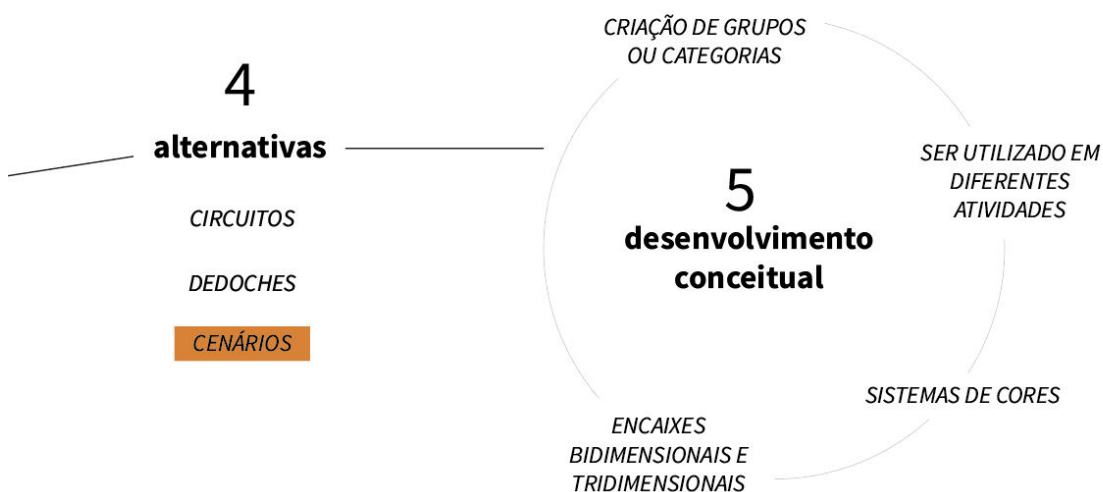 4
alternativas
CIRCUITOS
DEDOCHES
CENÁRIOS
CRIAÇÃO DE GRUPOS
OU CATEGORIAS
SER UTILIZADO EM
DIFERENTES
ATIVIDADES
5
desenvolvimento
conceitual
SISTEMAS DE CORES
ENCAIXES
BIDIMENSIONAIS E
TRIDIMENSIONAIS